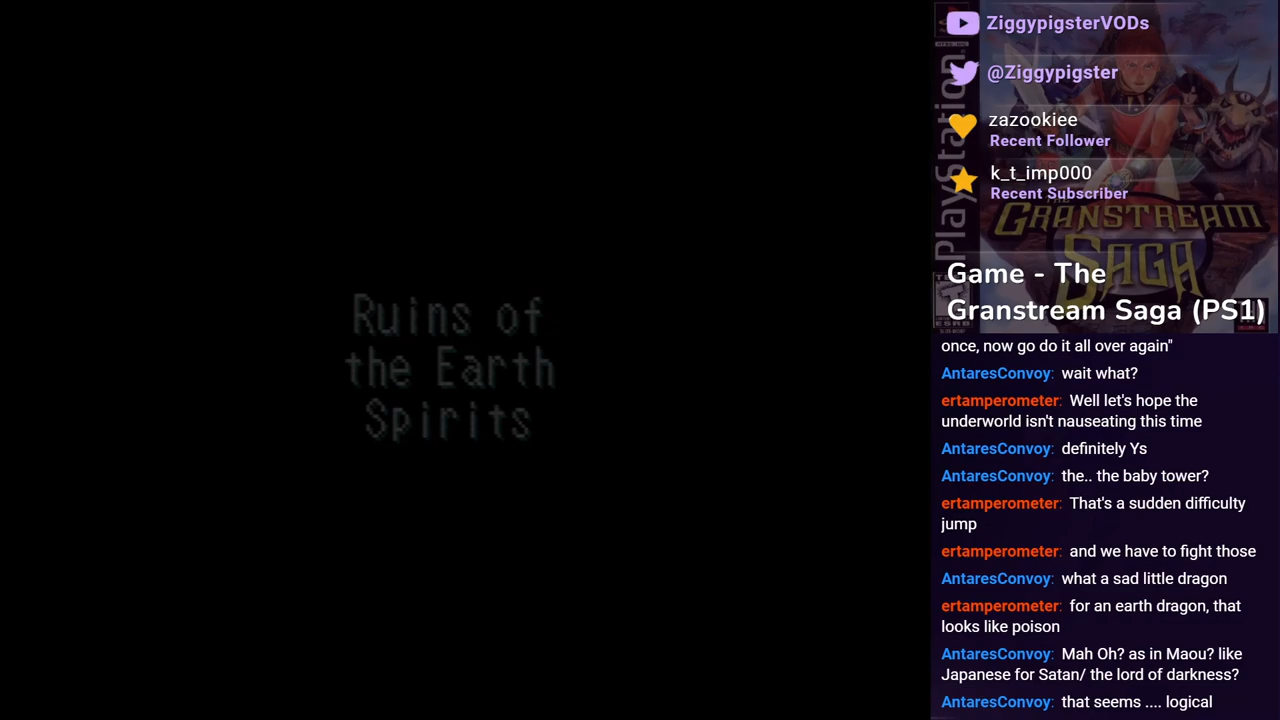 Ruins of
the Earth
Spirits
ZiggypigsterVODs
@Ziggypigster
zazookiee
Recent Follower
k_t_imp000
Recent Subscriber
PlayStation
THE
GRANSTREAM
SAGA
Game - The
Granstream Saga (PS1)
once, now go do it all over again"
AntaresConvoy: wait what?
ertamperometer: Well let's hope the
underworld isn't nauseating this time
AntaresConvoy: definitely Ys
AntaresConvoy: the.. the baby tower?
ertamperometer: That's a sudden difficulty
jump
ertamperometer: and we have to fight those
AntaresConvoy: what a sad little dragon
ertamperometer: for an earth dragon, that
looks like poison
AntaresConvoy: Mah Oh? as in Maou? like
Japanese for Satan/ the lord of darkness?
AntaresConvoy: that seems .... logical